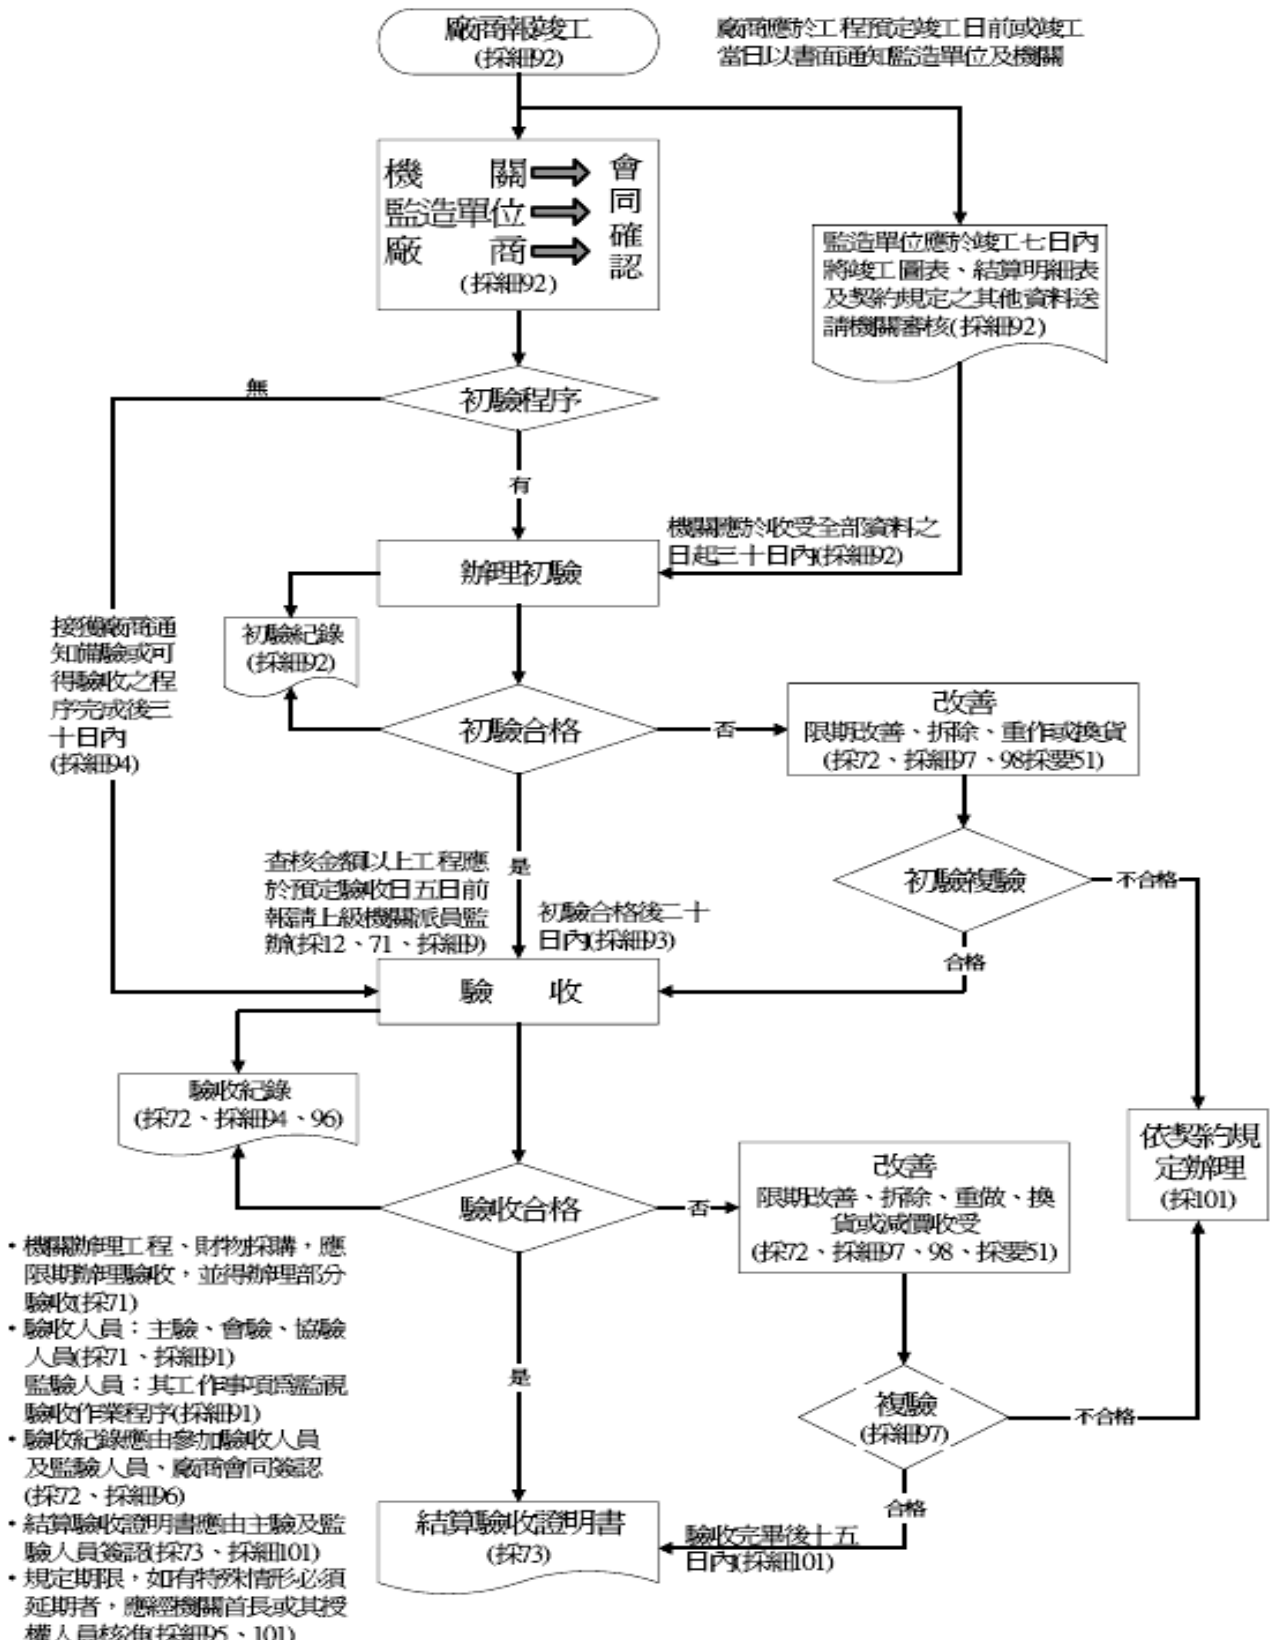 廠商報竣工
(採細92)
廠商應於工程預定竣工日前或竣工
當日以書面通知監造單位及機關
機　　關
監造單位
廠　　商
會
同
確
認
(採細92)
監造單位應於竣工七日內
將竣工圖表、結算明細表
及契約規定之其他資料送
請機關審核(採細92)
初驗程序
無
有
機關應於收受全部資料之
日起三十日內(採細92)
辦理初驗
初驗紀錄
(採細92)
接獲廠商通
知備驗或可
得驗收之程
序完成後三
十日內
(採細94)
初驗合格
否
改善
限期改善、拆除、重作或換貨
(採72、採細97、98採要51)
是
查核金額以上工程應
於預定驗收日五日前
報請上級機關派員監
辦(採12、71、採細9)
初驗合格後二十
日內(採細93)
初驗複驗
不合格
合格
驗　收
驗收紀錄
(採72、採細94、96)
依契約規
定辦理
(採101)
驗收合格
否
改善
限期改善、拆除、重做、換
貨或減價收受
(採72、採細97、98、採要51)
是
複驗
(採細97)
不合格
合格
結算驗收證明書
(採73)
驗收完畢後十五
日內(採細101)
・機關辦理工程、財物採購，應
限期辦理驗收，並得辦理部分
驗收(採71)
・驗收人員：主驗、會驗、協驗
人員(採71、採細91)
監驗人員：其工作事項為監視
驗收作業程序(採細91)
・驗收紀錄應由參加驗收人員
及監驗人員、廠商會同簽認
(採72、採細96)
・結算驗收證明書應由主驗及監
驗人員簽認(採73、採細101)
・規定期限，如有特殊情形必須
延期者，應經機關首長或其授
權人員核准(採細95、101)